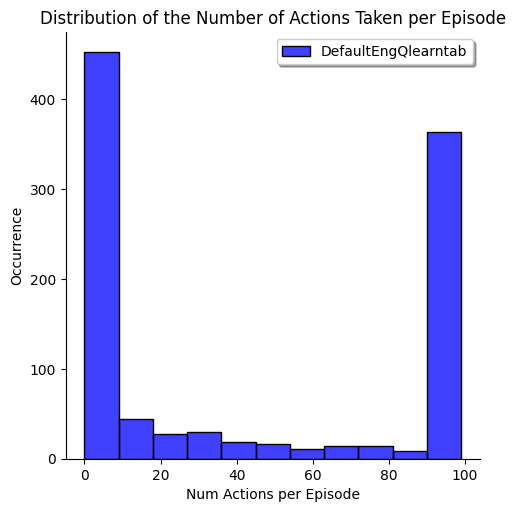 Distribution of the Number of Actions Taken per Episode
DefaultEngQlearntab
Occurrence
400
300
200
100
0
0 20 40 60 80 100
Num Actions per Episode